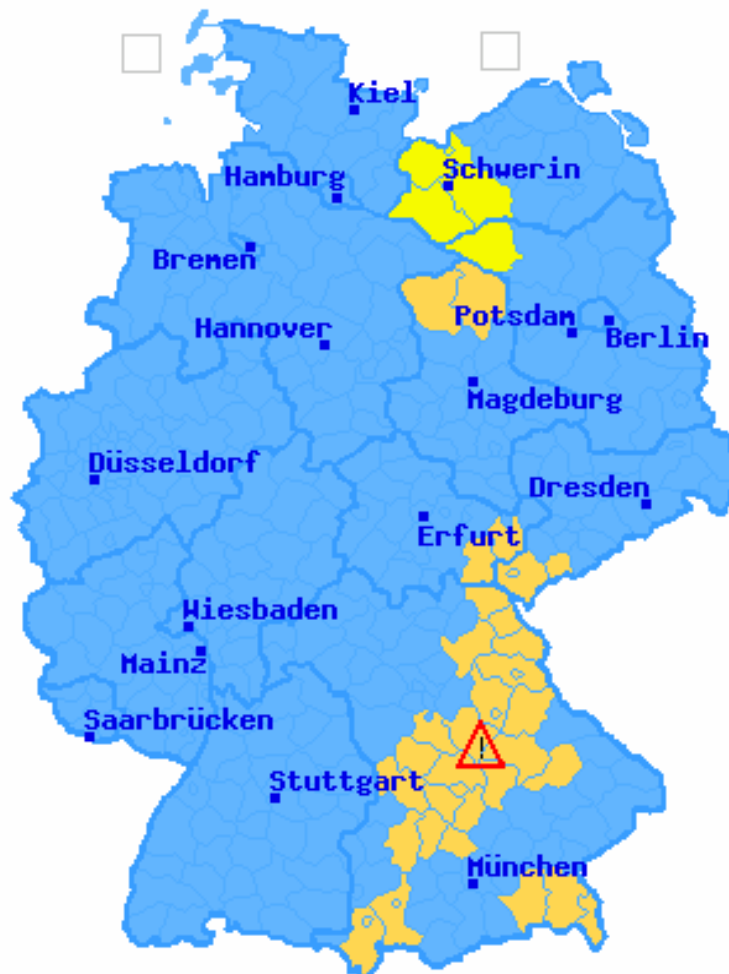 Kiel
Schwerin
Hamburg
Bremen
Potsdam
Hannover
Berlin
Magdeburg
Düsseldorf
Dresden
Erfurt
Wiesbaden
Mainz
Saarbrücken
!
Stuttgart
München